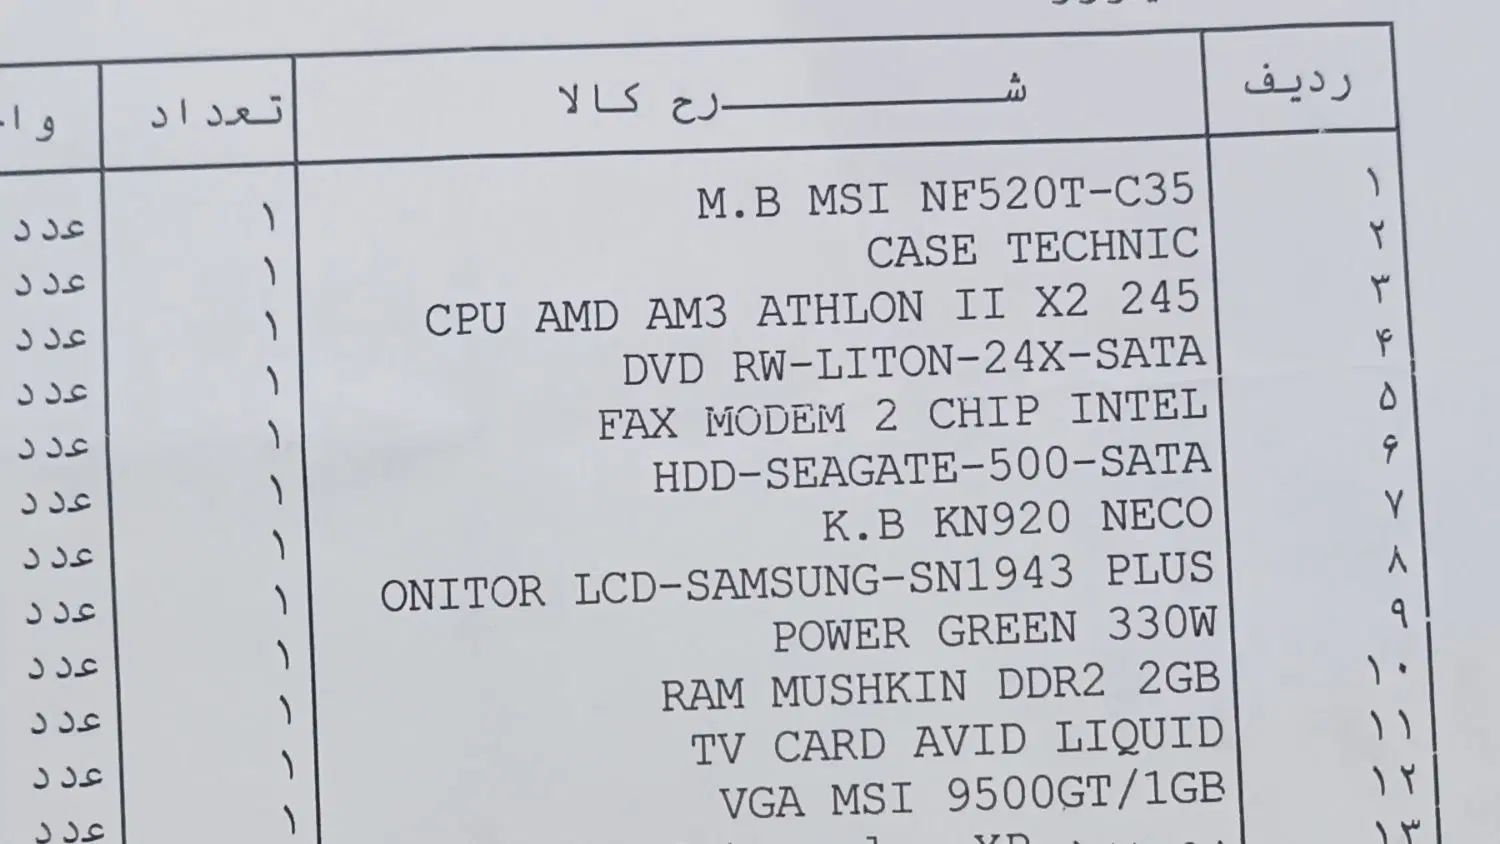 ردیف شرح کالا تعداد
۱ M.B MSI NF520T-C35 ۱ عدد
۲ CASE TECHNIC ۱ عدد
۳ CPU AMD AM3 ATHLON II X2 245 ۱ عدد
۴ DVD RW-LITON-24X-SATA ۱ عدد
۵ FAX MODEM 2 CHIP INTEL ۱ عدد
۶ HDD-SEAGATE-500-SATA ۱ عدد
۷ K.B KN920 NECO ۱ عدد
۸ ONITOR LCD-SAMSUNG-SN1943 PLUS ۱ عدد
۹ POWER GREEN 330W ۱ عدد
۱۰ RAM MUSHKIN DDR2 2GB ۱ عدد
۱۱ TV CARD AVID LIQUID ۱ عدد
۱۲ VGA MSI 9500GT/1GB ۱ عدد
۱۳ XP